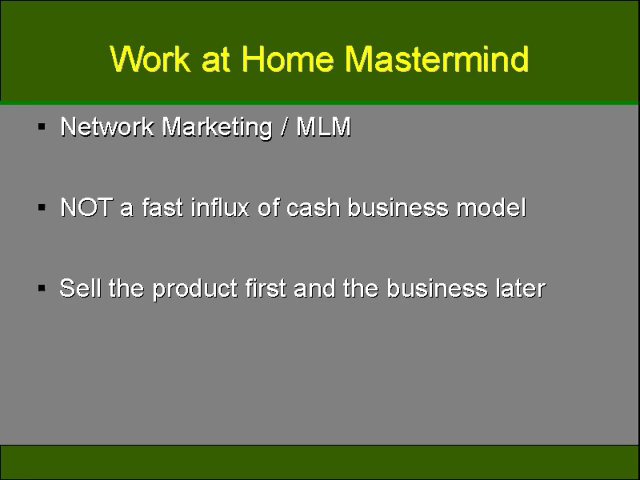 Work at Home Mastermind
▪ Network Marketing / MLM
▪ NOT a fast influx of cash business model
▪ Sell the product first and the business later